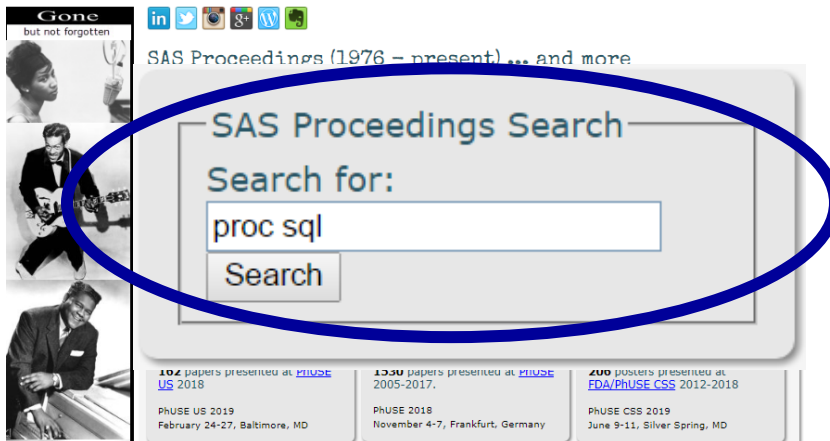 Gone
but not forgotten
in g+ W
SAS Proceedings (1976 - present) ... and more
SAS Proceedings Search
Search for:
proc sql
Search
162 papers presented at PhUSE
US 2018
PhUSE US 2019
February 24-27, Baltimore, MD
1530 papers presented at PhUSE
2005-2017.
PhUSE 2018
November 4-7, Frankfurt, Germany
206 posters presented at
FDA/PhUSE CSS 2012-2018
PhUSE CSS 2019
June 9-11, Silver Spring, MD